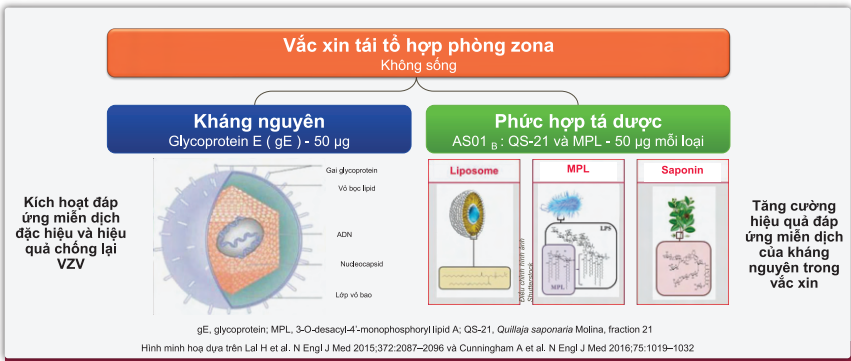 Vắc xin tái tổ hợp phòng zona
Không sống
Kháng nguyên
Glycoprotein E ( gE ) - 50 µg
Phức hợp tá dược
AS01 B : QS-21 và MPL - 50 µg mỗi loại
Kích hoạt đáp
ứng miễn dịch
đặc hiệu và hiệu
quả chống lại
VZV
Gai glycoprotein
Vỏ bọc lipid
ADN
Nucleocapsid
Lớp vỏ bao
Liposome
MPL
LPS
MPL
Saponin
Điều chỉnh hình ảnh
Shutterstock
Tăng cường
hiệu quả đáp
ứng miễn dịch
của kháng
nguyên trong
vắc xin
gE, glycoprotein; MPL, 3-O-desacyl-4’-monophosphoryl lipid A; QS-21, Quillaja saponaria Molina, fraction 21
Hình minh hoạ dựa trên Lal H et al. N Engl J Med 2015;372:2087–2096 và Cunningham A et al. N Engl J Med 2016;75:1019–1032